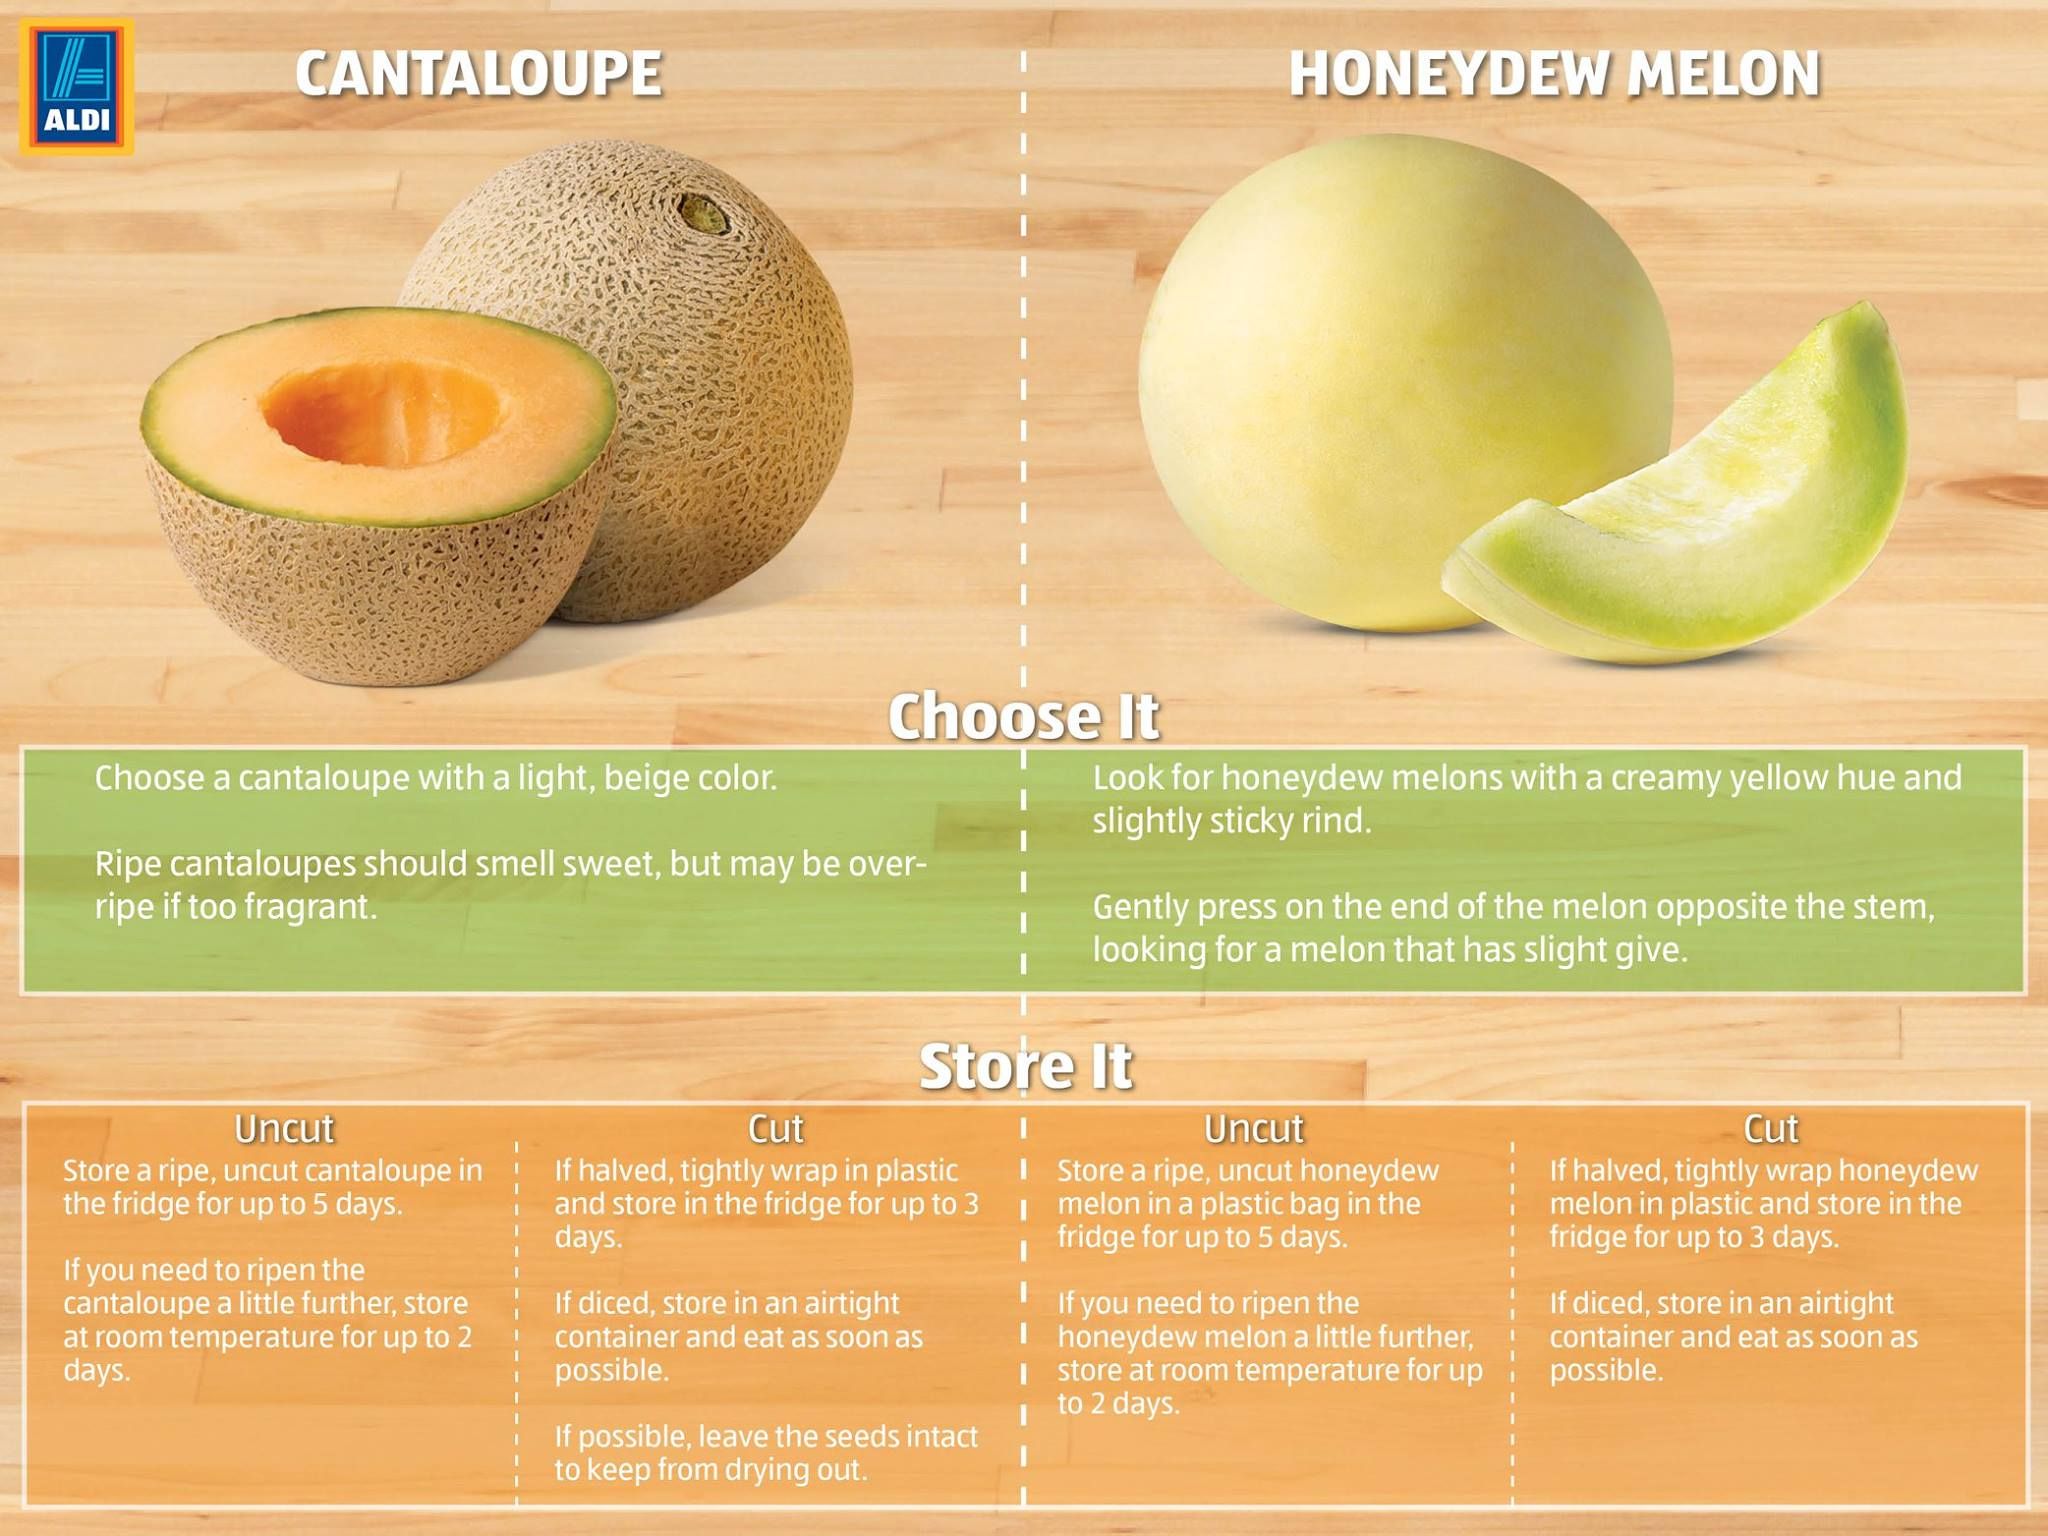 ALDI
CANTALOUPE
HONEYDEW MELON
Choose It
Choose a cantaloupe with a light, beige color.
Ripe cantaloupes should smell sweet, but may be over-
ripe if too fragrant.
Look for honeydew melons with a creamy yellow hue and
slightly sticky rind.
Gently press on the end of the melon opposite the stem,
looking for a melon that has slight give.
Store It
Uncut
Store a ripe, uncut cantaloupe in
the fridge for up to 5 days.
If you need to ripen the
cantaloupe a little further, store
at room temperature for up to 2
days.
Cut
If halved, tightly wrap in plastic
and store in the fridge for up to 3
days.
If diced, store in an airtight
container and eat as soon as
possible.
If possible, leave the seeds intact
to keep from drying out.
Uncut
Store a ripe, uncut honeydew
melon in a plastic bag in the
fridge for up to 5 days.
If you need to ripen the
honeydew melon a little further,
store at room temperature for up
to 2 days.
Cut
If halved, tightly wrap honeydew
melon in plastic and store in the
fridge for up to 3 days.
If diced, store in an airtight
container and eat as soon as
possible.